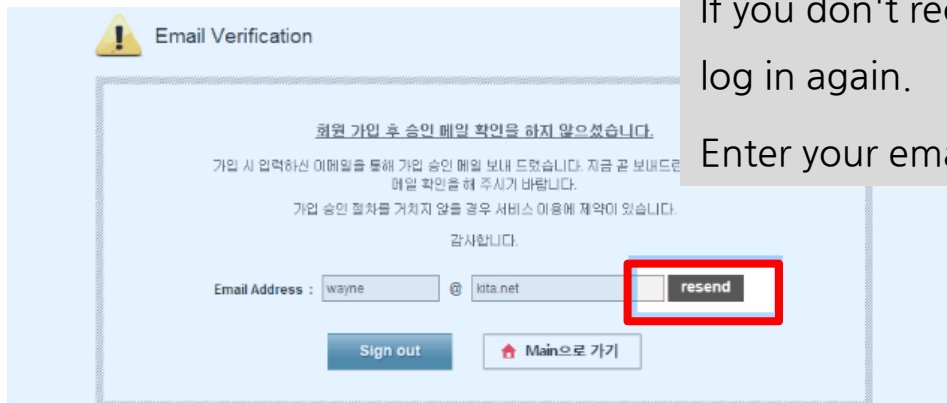 If you don't re
log in again.
Enter your ema
Email Verification
회원 가입 후 승인 메일 확인을 하지 않으셨습니다.
가입 시 입력하신 이메일을 통해 가입 승인 메일 보내 드렸습니다. 지금 곧 보내드린
메일 확인을 해 주시기 바랍니다.
가입 승인 절차를 거치지 않을 경우 서비스 이용에 제약이 있습니다.
감사합니다.
Email Address : wayne @ kita.net resend
Sign out Main으로 가기